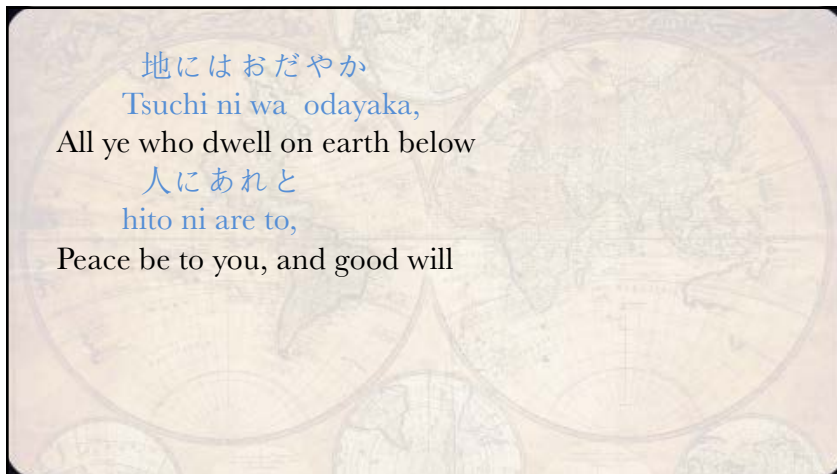 地にはおだやか
Tsuchi ni wa odayaka,
All ye who dwell on earth below
人にあれと
hito ni are to,
Peace be to you, and good will